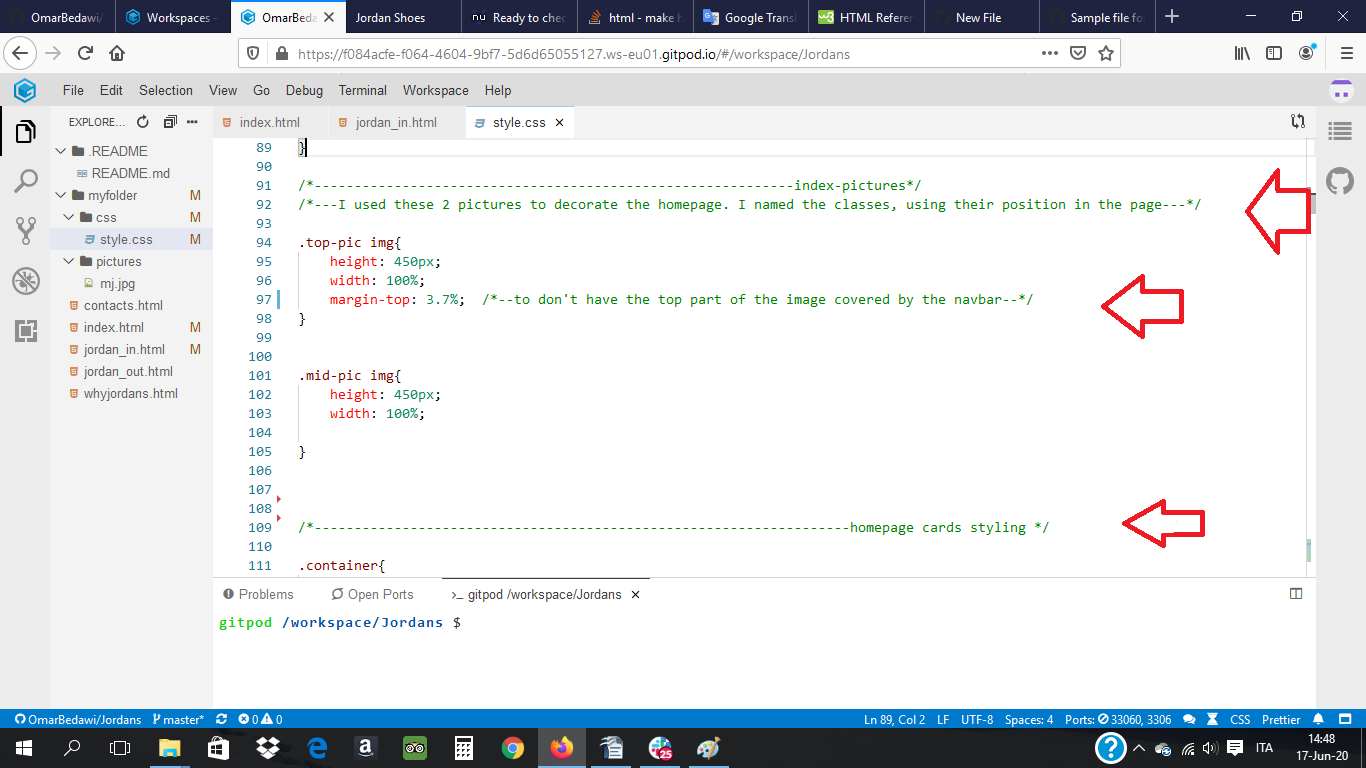 OmarBedawi/
Workspaces -
OmarBeda
Jordan Shoes
Ready to chec
html - make h
Google Transl
HTML Referen
New File
Sample file fo
https://f084acfe-f064-4604-9bf7-5d6d65055127.ws-eu01.gitpod.io/#/workspace/Jordans
File Edit Selection View Go Debug Terminal Workspace Help
EXPLORE...
index.html
jordan_in.html
style.css
.README
README.md
myfolder M
css M
style.css M
pictures
mj.jpg
contacts.html
index.html M
jordan_in.html M
jordan_out.html
whyjordans.html
89 }
90
91 /*------------------------------------------------------------index-pictures*/
92 /*---I used these 2 pictures to decorate the homepage. I named the classes, using their position in the page---*/
93
94 .top-pic img{
95 height: 450px;
96 width: 100%;
97 margin-top: 3.7%; /*--to don't have the top part of the image covered by the navbar--*/
98 }
99
100
101 .mid-pic img{
102 height: 450px;
103 width: 100%;
104
105 }
106
107
108
109 /*-------------------------------------------------------------------homepage cards styling */
110
111 .container{
Problems
Open Ports
gitpod /workspace/Jordans
gitpod /workspace/Jordans $
OmarBedawi/Jordans master* 0 0 Ln 89, Col 2 LF UTF-8 Spaces: 4 Ports: 33060, 3306 CSS Prettier
25
ITA
14:48
17-Jun-20